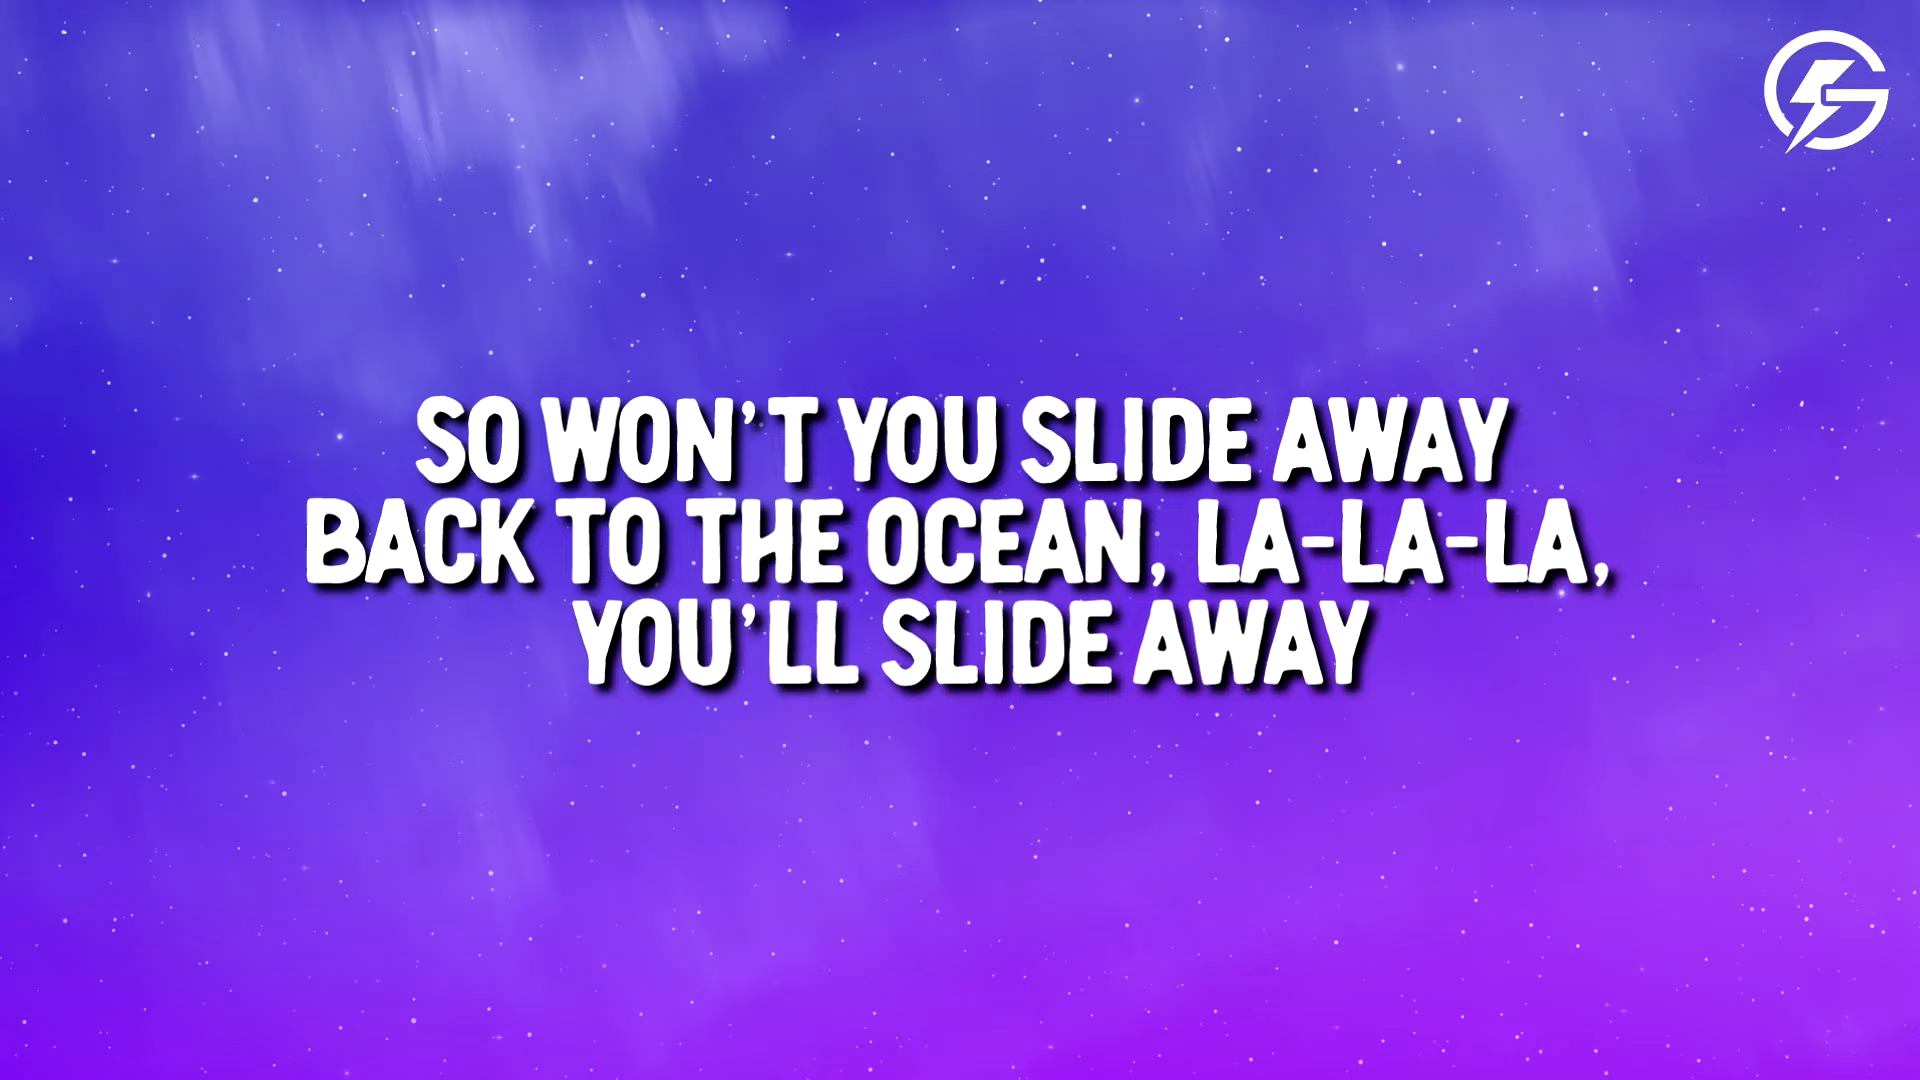 SO WON'T YOU SLIDE AWAY
BACK TO THE OCEAN, LA-LA-LA,
YOU'LL SLIDE AWAY